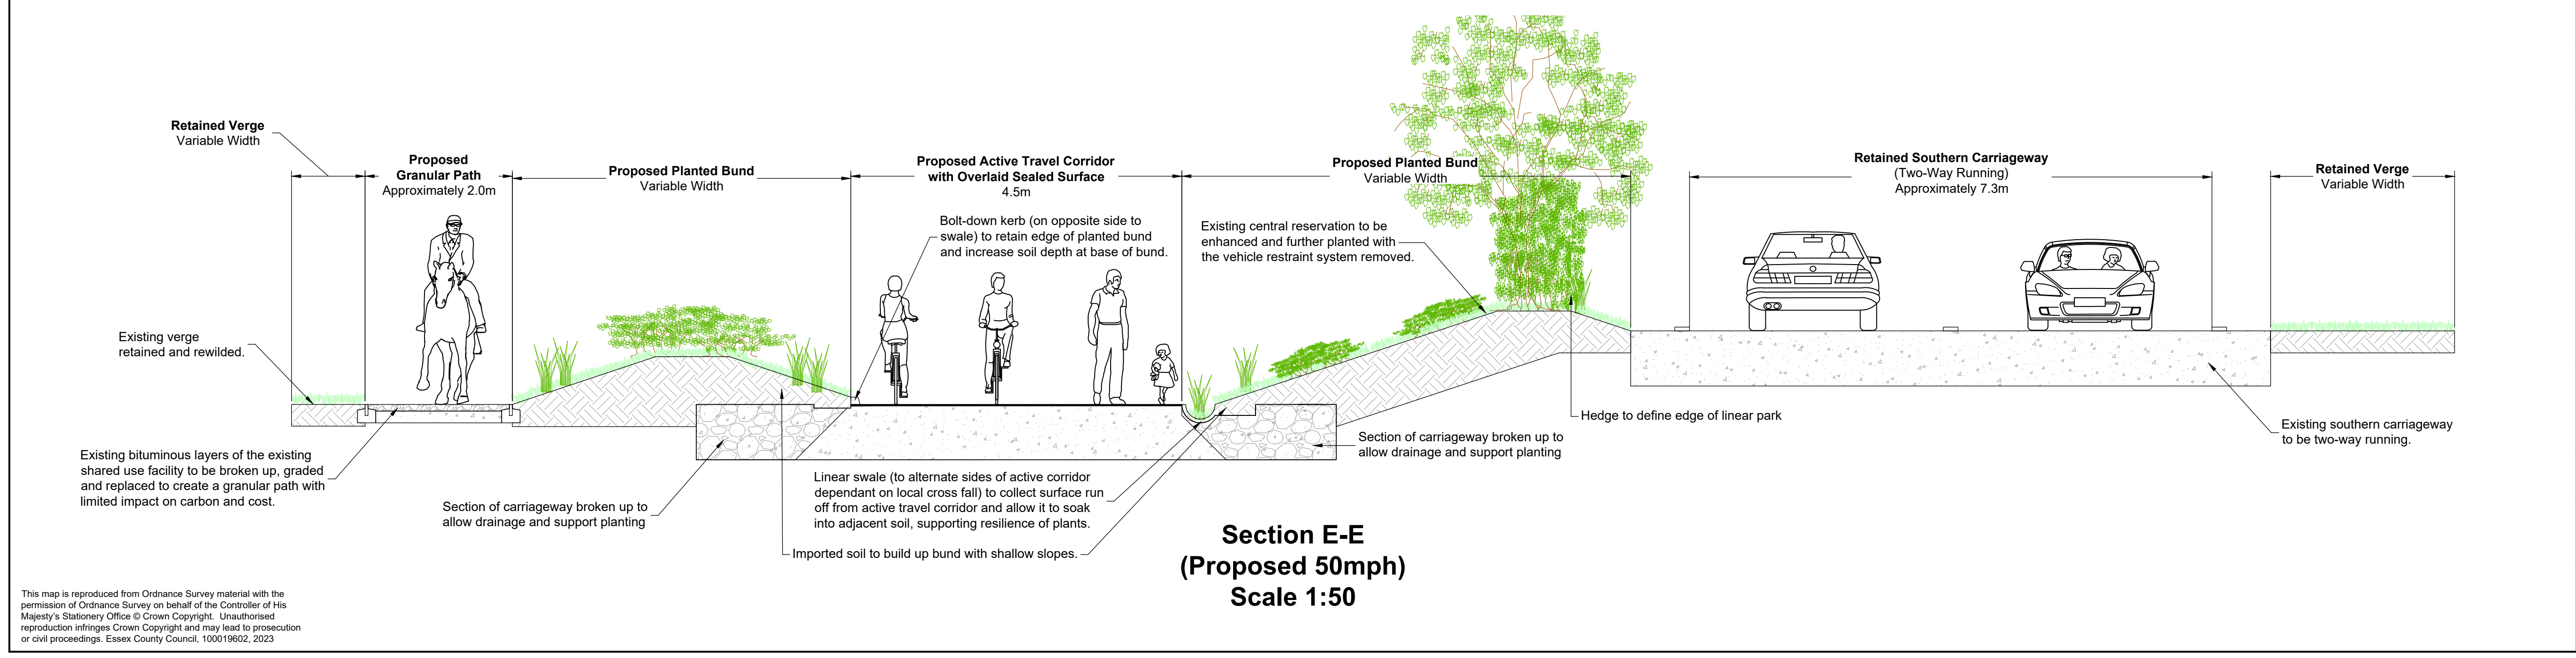 Retained Verge
Variable Width
Proposed
Granular Path
Approximately 2.0m
Proposed Planted Bund
Variable Width
Proposed Active Travel Corridor
with Overlaid Sealed Surface
4.5m
Proposed Planted Bund
Variable Width
Retained Southern Carriageway
(Two-Way Running)
Approximately 7.3m
Retained Verge
Variable Width
Bolt-down kerb (on opposite side to
swale) to retain edge of planted bund
and increase soil depth at base of bund.
Existing central reservation to be
enhanced and further planted with
the vehicle restraint system removed.
Existing verge
retained and rewilded.
Hedge to define edge of linear park
Existing southern carriageway
to be two-way running.
Section of carriageway broken up to
allow drainage and support planting
Existing bituminous layers of the existing
shared use facility to be broken up, graded
and replaced to create a granular path with
limited impact on carbon and cost.
Section of carriageway broken up to
allow drainage and support planting
Linear swale (to alternate sides of active corridor
dependant on local cross fall) to collect surface run
off from active travel corridor and allow it to soak
into adjacent soil, supporting resilience of plants.
Imported soil to build up bund with shallow slopes.
Section E-E
(Proposed 50mph)
Scale 1:50
This map is reproduced from Ordnance Survey material with the
permission of Ordnance Survey on behalf of the Controller of His
Majesty's Stationery Office © Crown Copyright. Unauthorised
reproduction infringes Crown Copyright and may lead to prosecution
or civil proceedings. Essex County Council, 100019602, 2023